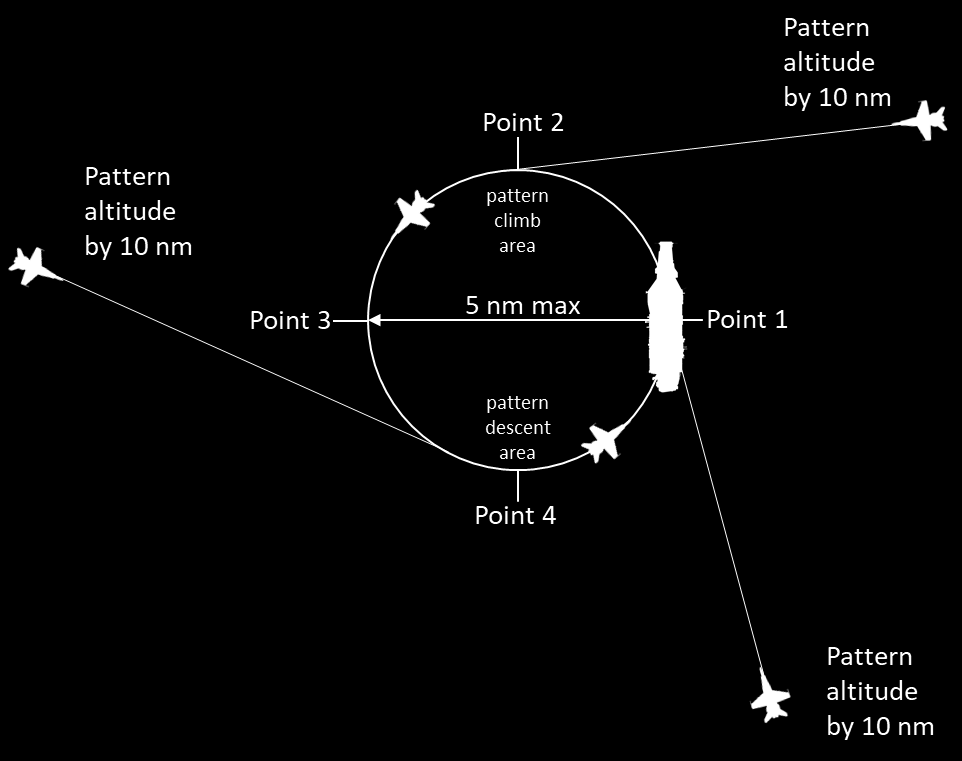 Pattern
altitude
by 10 nm
Point 2
Pattern
altitude
by 10 nm
pattern
climb
area
5 nm max
Point 3
Point 1
pattern
descent
area
Point 4
Pattern
altitude
by 10 nm